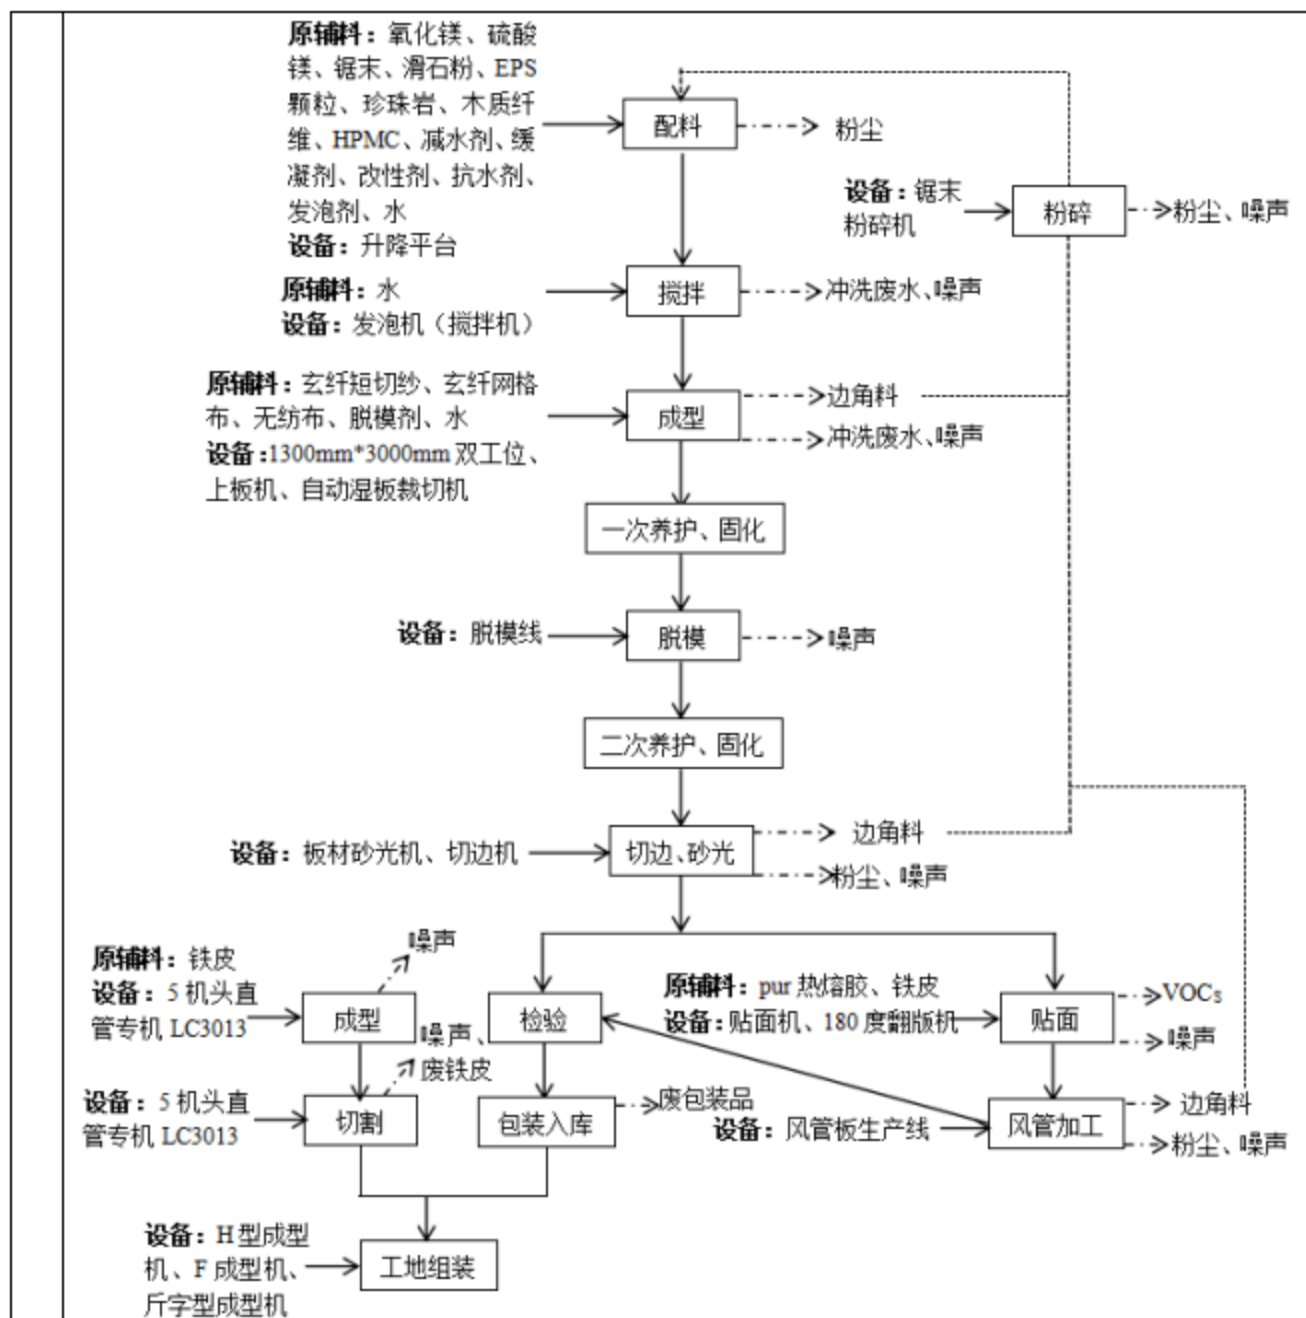 原辅料：氧化镁、硫酸
镁、锯末、滑石粉、EPS
颗粒、珍珠岩、木质纤
维、HPMC、减水剂、缓
凝剂、改性剂、抗水剂、
发泡剂、水
设备：升降平台
配料
粉尘
设备：锯末
粉碎机
粉碎
粉尘、噪声
原辅料：水
设备：发泡机（搅拌机）
搅拌
冲洗废水、噪声
原辅料：玄纤短切纱、玄纤网格
布、无纺布、脱模剂、水
设备：1300mm*3000mm 双工位、
上板机、自动湿板裁切机
成型
边角料
冲洗废水、噪声
一次养护、固化
设备：脱模线
脱模
噪声
二次养护、固化
设备：板材砂光机、切边机
切边、砂光
边角料
粉尘、噪声
原辅料：铁皮
设备：5 机头直
管专机 LC3013
成型
噪声
检验
原辅料：pur 热熔胶、铁皮
设备：贴面机、180 度翻版机
贴面
VOCs
噪声
设备：5 机头直
管专机 LC3013
切割
噪声、
废铁皮
包装入库
废包装品
设备：风管板生产线
风管加工
边角料
粉尘、噪声
设备：H 型成型
机、F 成型机、
斤字型成型机
工地组装